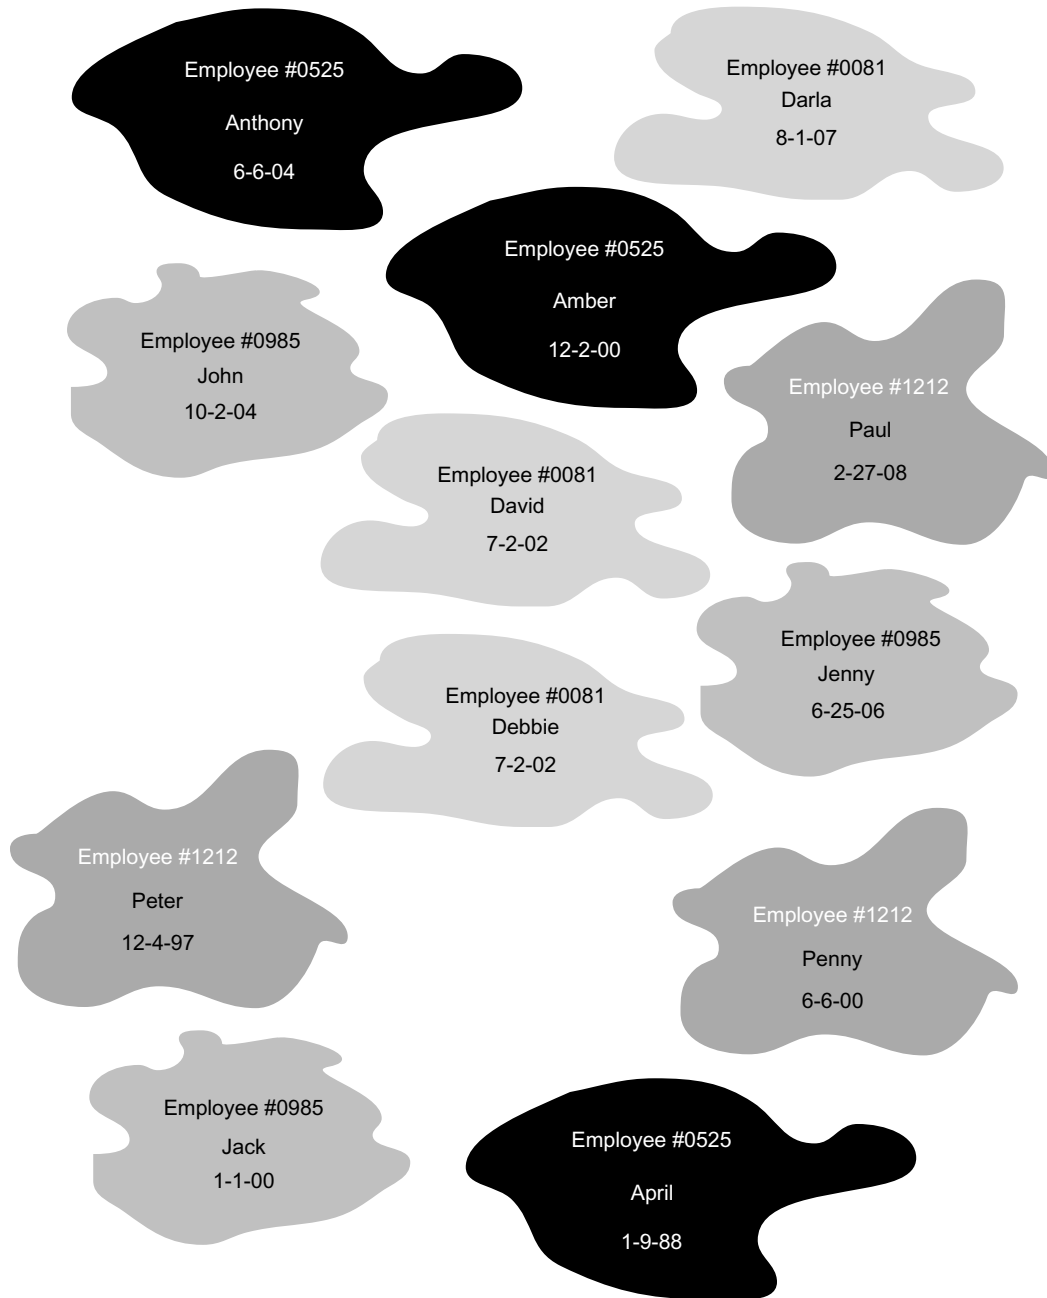 Employee #0525
Anthony
6-6-04
Employee #0081
Darla
8-1-07
Employee #0525
Amber
12-2-00
Employee #0985
John
10-2-04
Employee #1212
Paul
2-27-08
Employee #0081
David
7-2-02
Employee #0985
Jenny
6-25-06
Employee #0081
Debbie
7-2-02
Employee #1212
Peter
12-4-97
Employee #1212
Penny
6-6-00
Employee #0985
Jack
1-1-00
Employee #0525
April
1-9-88